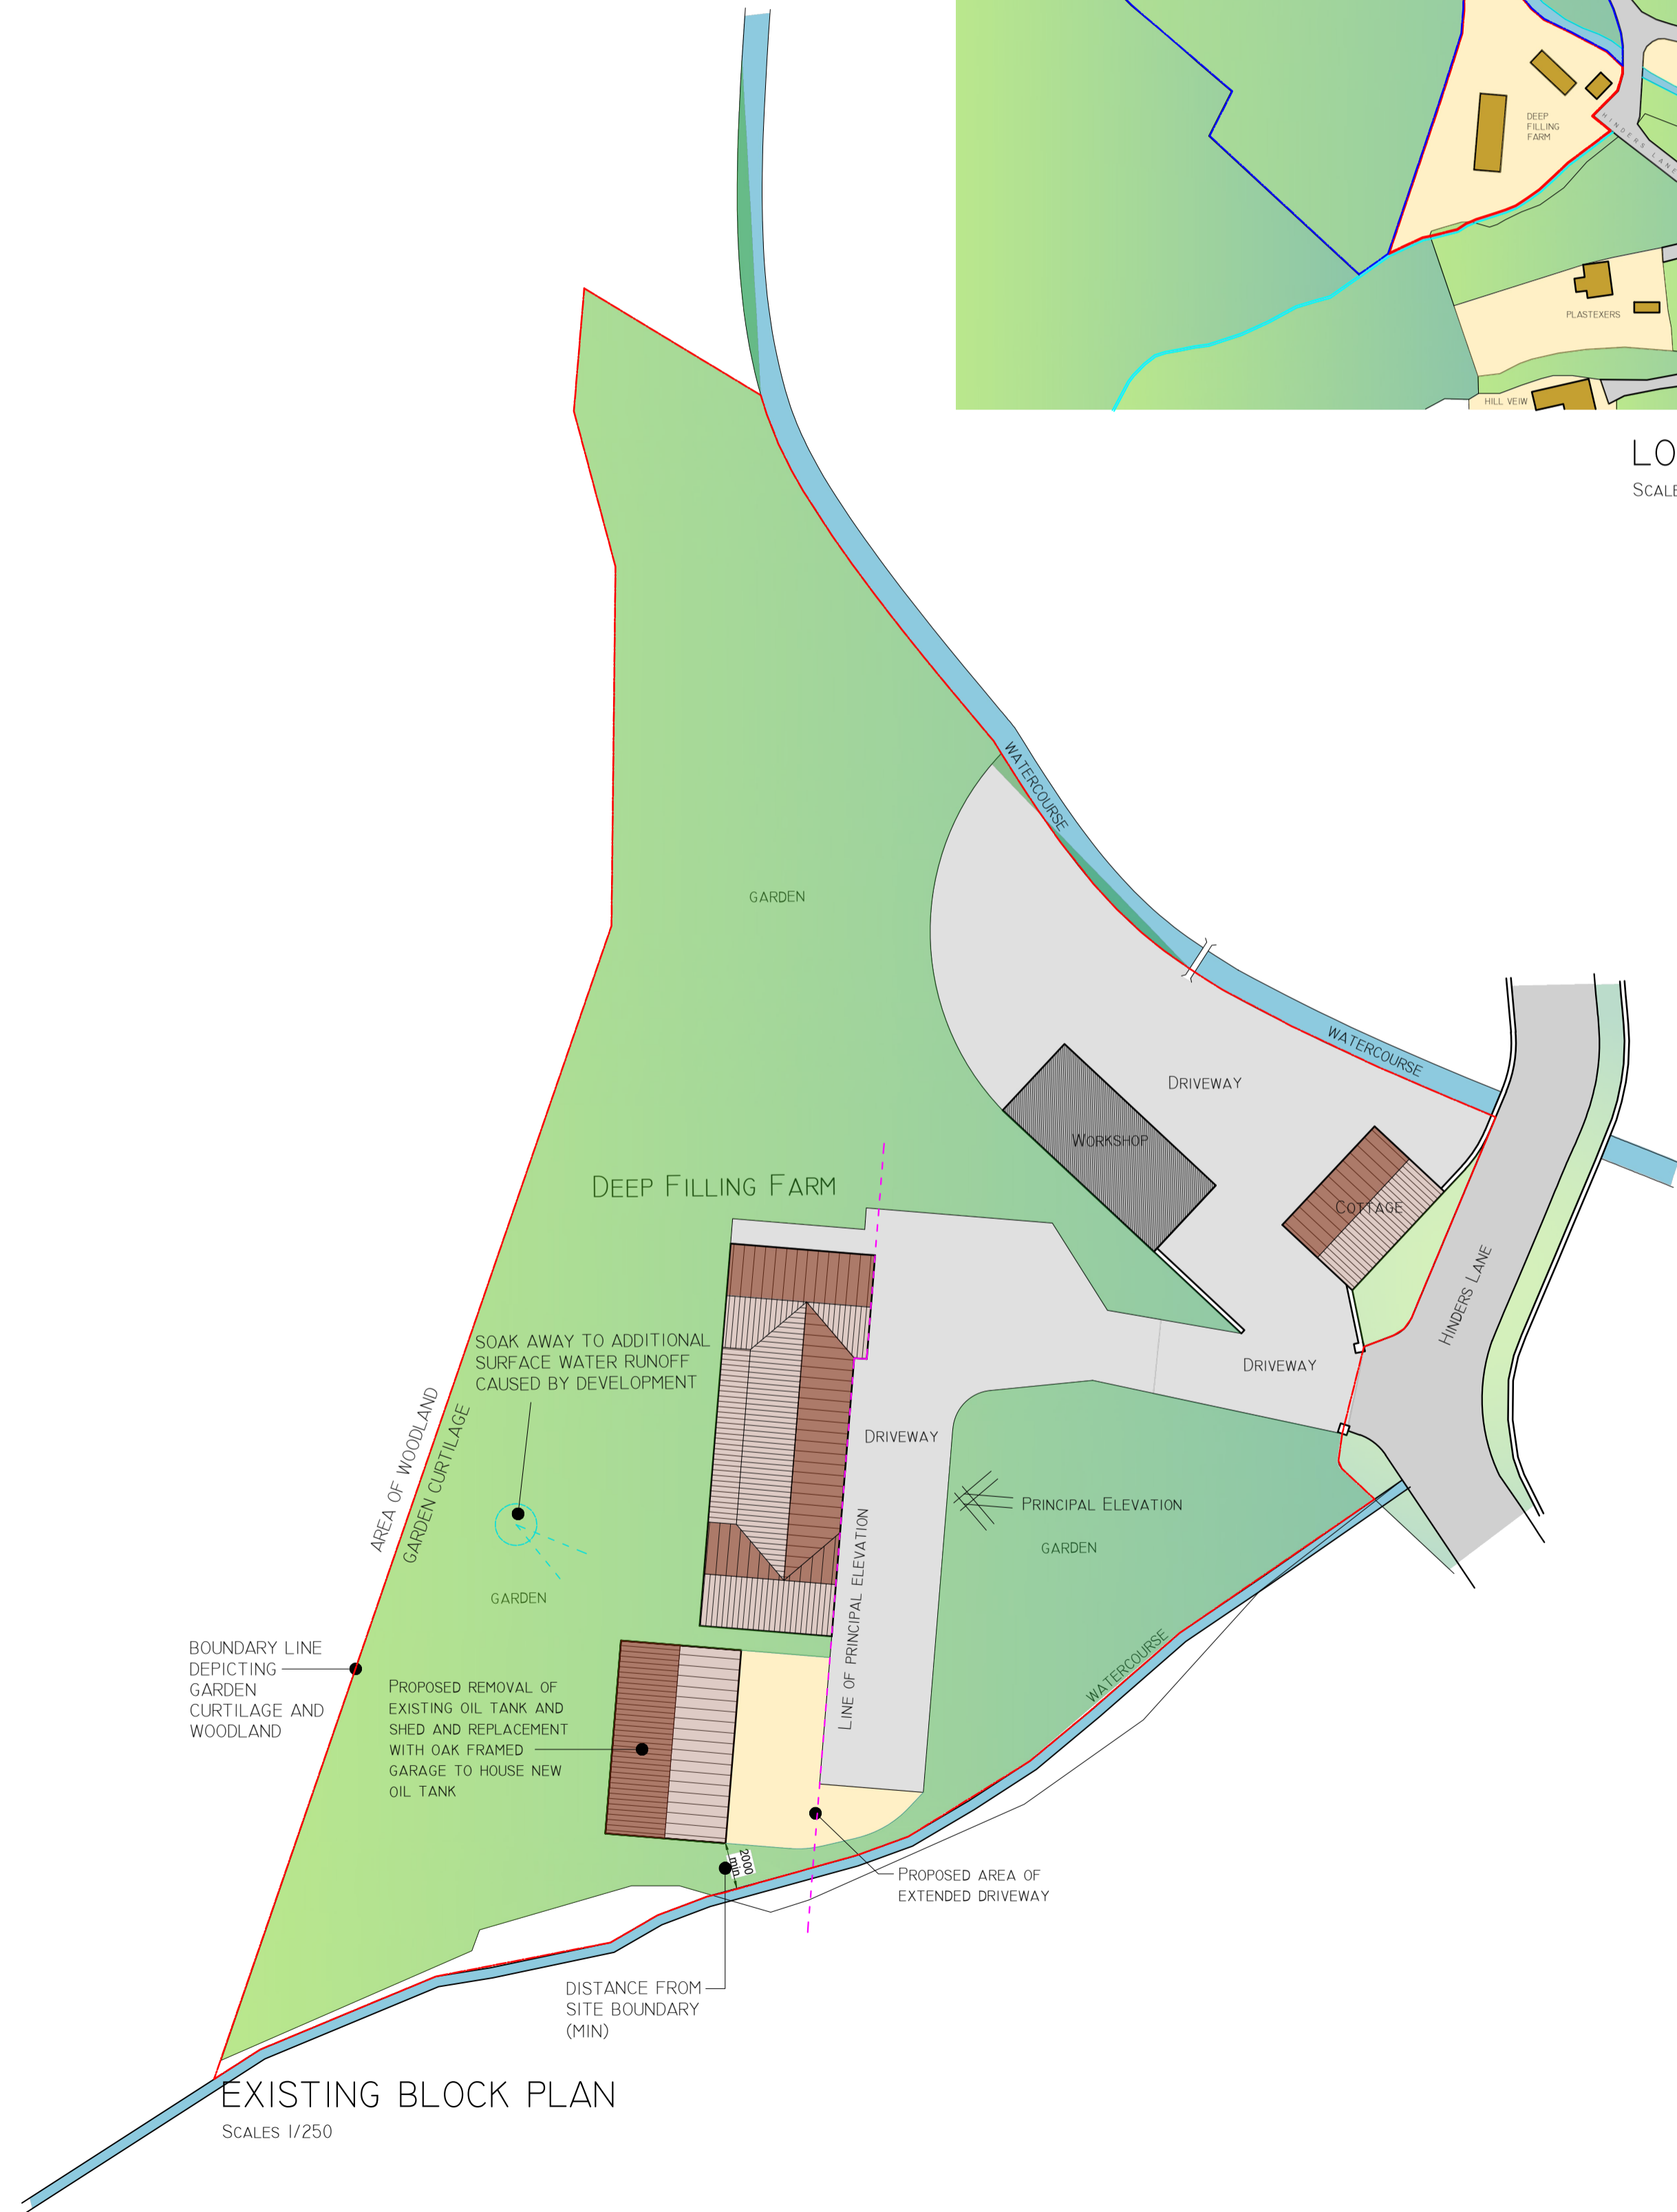 DEEP
FILLING
FARM
HINDERS LANE
PLASTEXERS
HILL VEIW
LO
SCALE
WATERCOURSE
GARDEN
WATERCOURSE
DRIVEWAY
WORKSHOP
COTTAGE
DEEP FILLING FARM
HINDERS LANE
SOAK AWAY TO ADDITIONAL
SURFACE WATER RUNOFF
CAUSED BY DEVELOPMENT
DRIVEWAY
AREA OF WOODLAND
GARDEN CURTILAGE
DRIVEWAY
PRINCIPAL ELEVATION
GARDEN
LINE OF PRINCIPAL ELEVATION
GARDEN
WATERCOURSE
BOUNDARY LINE
DEPICTING
GARDEN
CURTILAGE AND
WOODLAND
PROPOSED REMOVAL OF
EXISTING OIL TANK AND
SHED AND REPLACEMENT
WITH OAK FRAMED
GARAGE TO HOUSE NEW
OIL TANK
2000
min
PROPOSED AREA OF
EXTENDED DRIVEWAY
DISTANCE FROM
SITE BOUNDARY
(MIN)
EXISTING BLOCK PLAN
SCALES 1/250